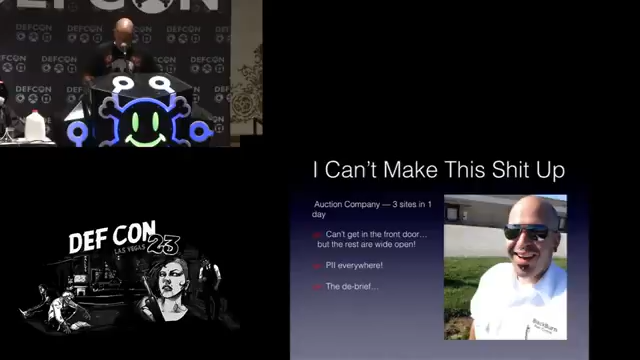 DEFCON
DEFCON
DEFCON
DEFCON
I Can't Make This Shit Up
Auction Company — 3 sites in 1
day
Can't get in the front door…
but the rest are wide open!
PII everywhere!
The de-brief…
DEF CON 23
LAS VEGAS